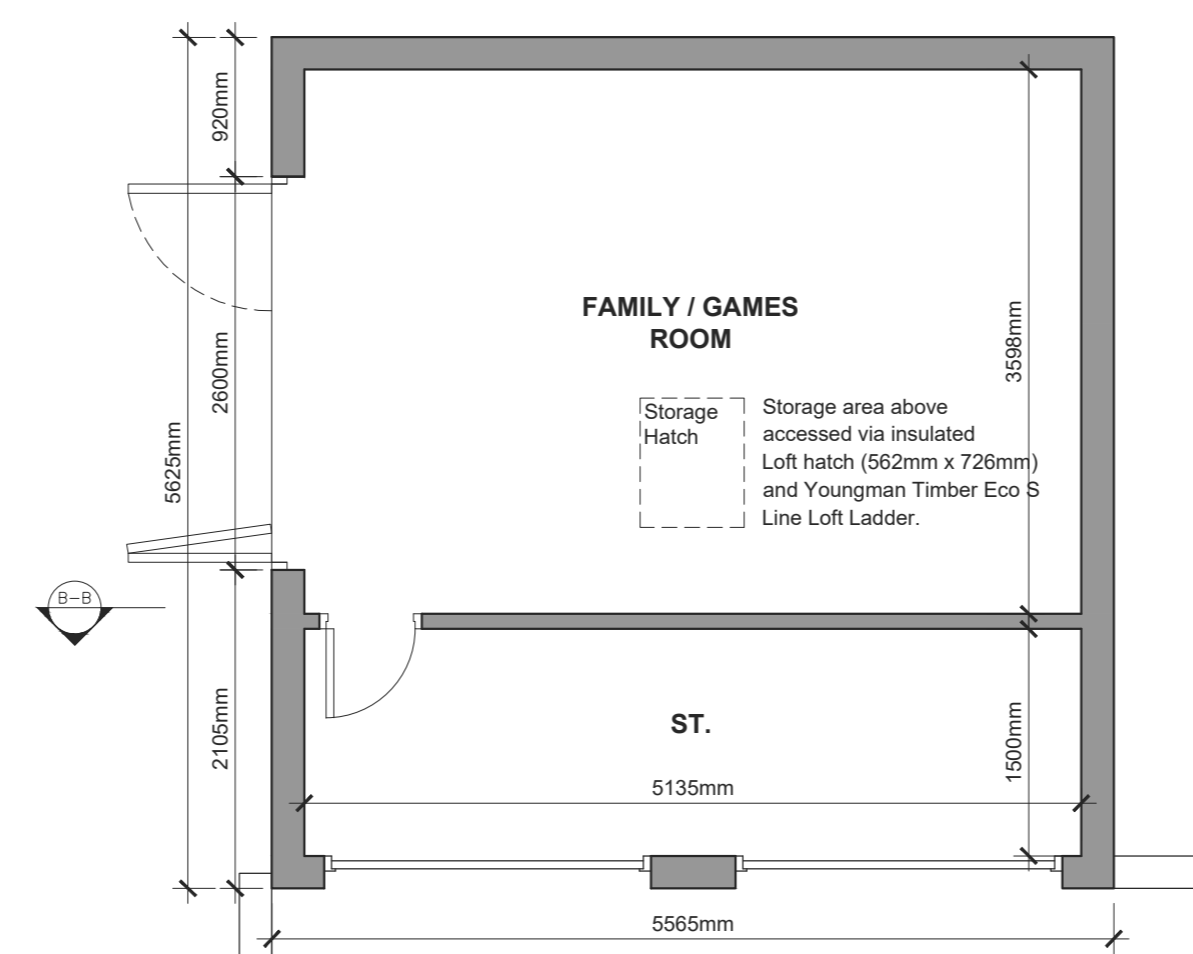 920mm
FAMILY / GAMES
ROOM
3598mm
2600mm
5625mm
Storage
Hatch
Storage area above
accessed via insulated
Loft hatch (562mm x 726mm)
and Youngman Timber Eco S
Line Loft Ladder.
B-B
2105mm
ST.
1500mm
5135mm
5565mm